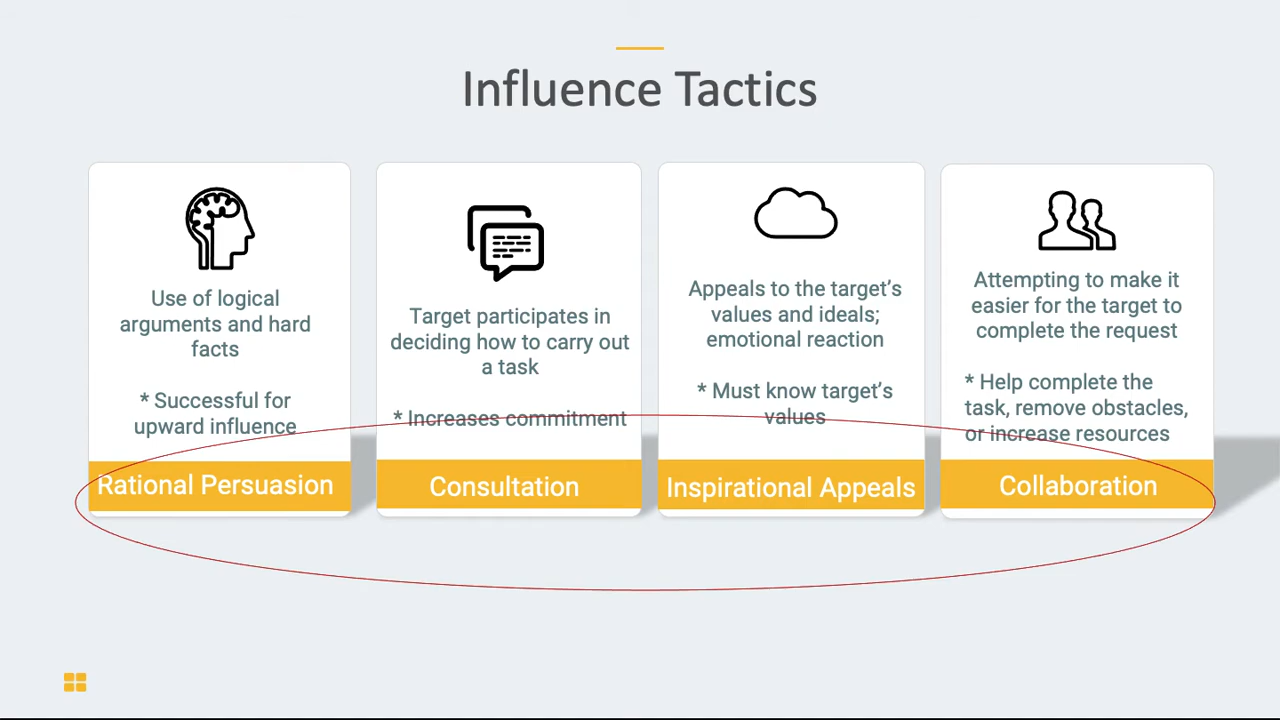 Influence Tactics
Use of logical
arguments and hard
facts
* Successful for
upward influence
Rational Persuasion
Target participates in
deciding how to carry out
a task
* Increases commitment
Consultation
Appeals to the target’s
values and ideals;
emotional reaction
* Must know target’s
values
Inspirational Appeals
Attempting to make it
easier for the target to
complete the request
* Help complete the
task, remove obstacles,
or increase resources
Collaboration